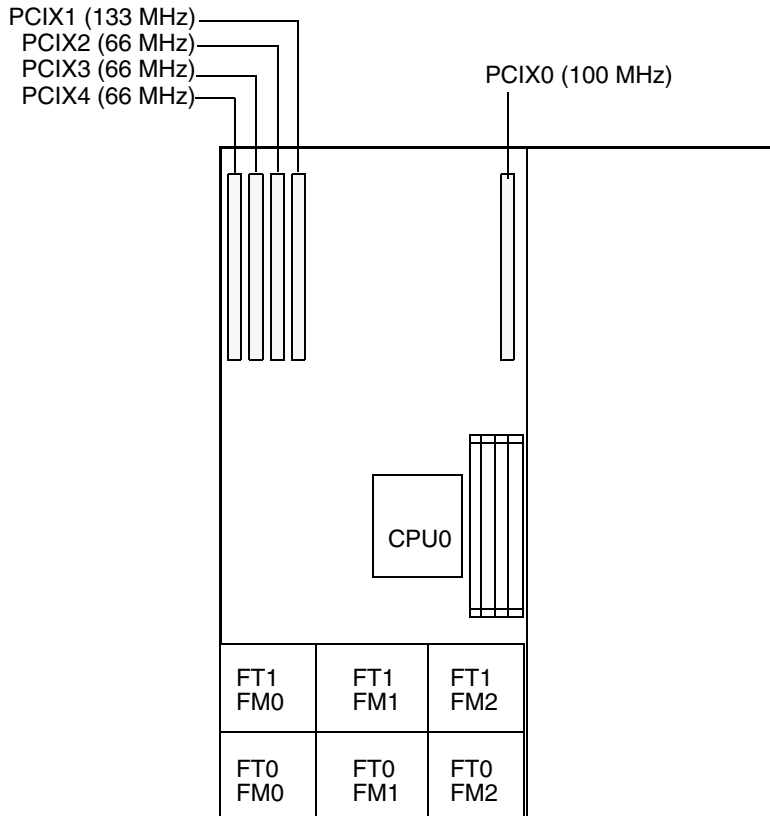 PCIX1 (133 MHz)
PCIX2 (66 MHz)
PCIX3 (66 MHz)
PCIX4 (66 MHz)
PCIX0 (100 MHz)
CPU0
FT1
FM0
FT1
FM1
FT1
FM2
FT0
FM0
FT0
FM1
FT0
FM2